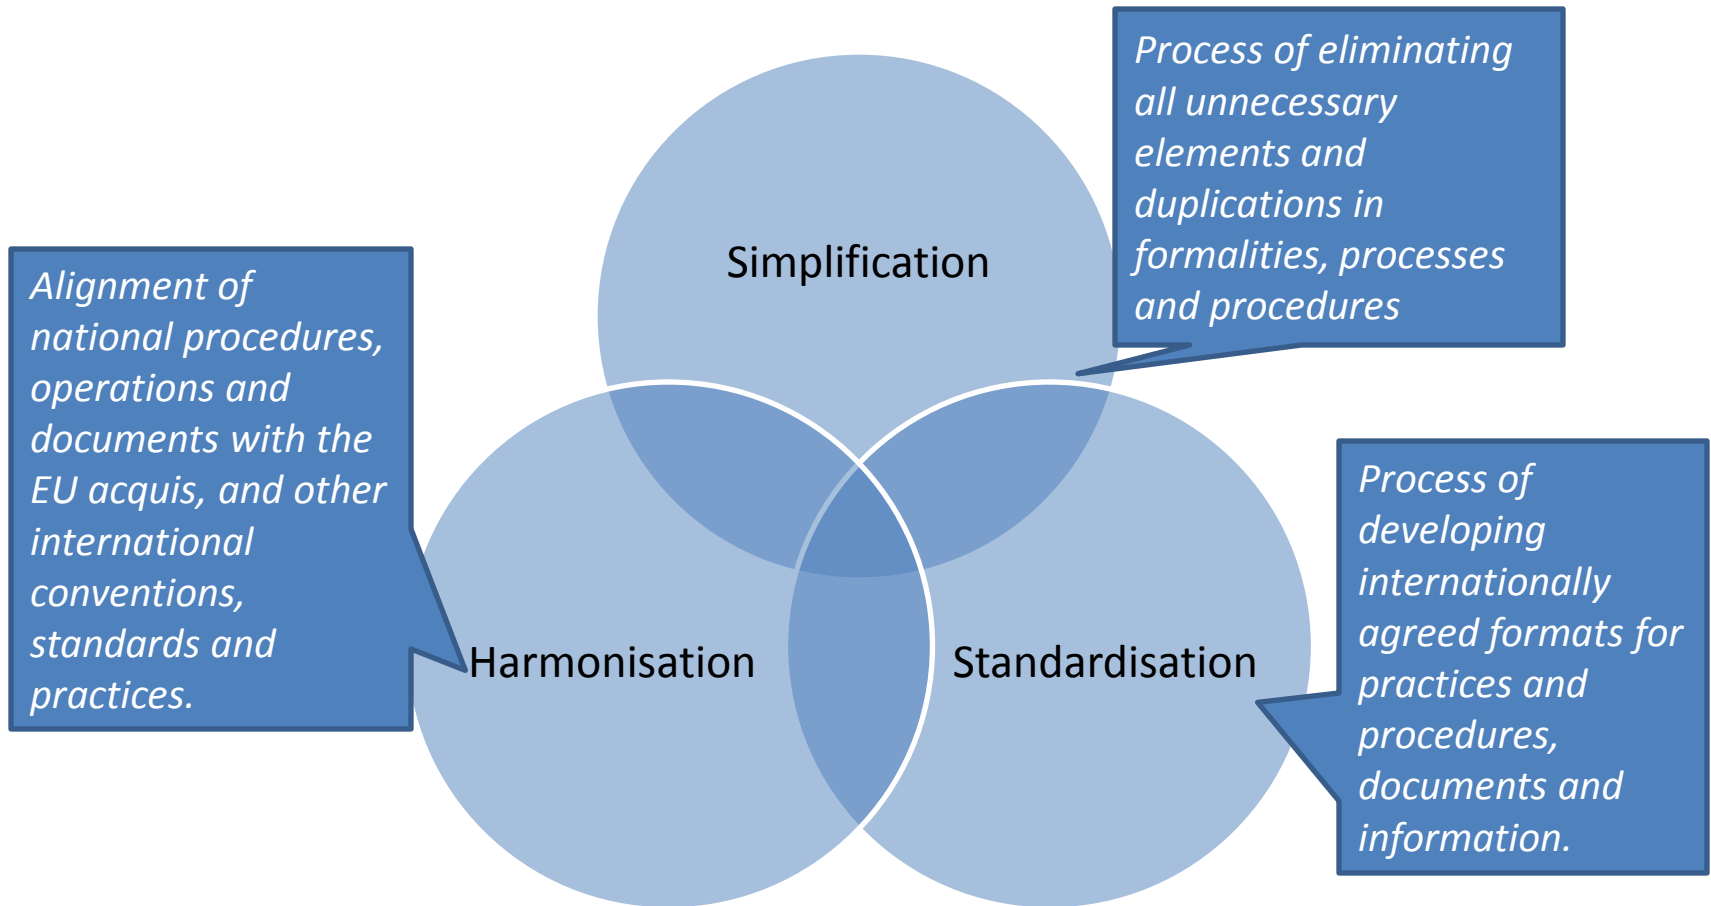 Process of eliminating
all unnecessary
elements and
duplications in
formalities, processes
and procedures
Simplification
Alignment of
national procedures,
operations and
documents with the
EU acquis, and other
international
conventions,
standards and
practices.
Harmonisation
Standardisation
Process of
developing
internationally
agreed formats for
practices and
procedures,
documents and
information.